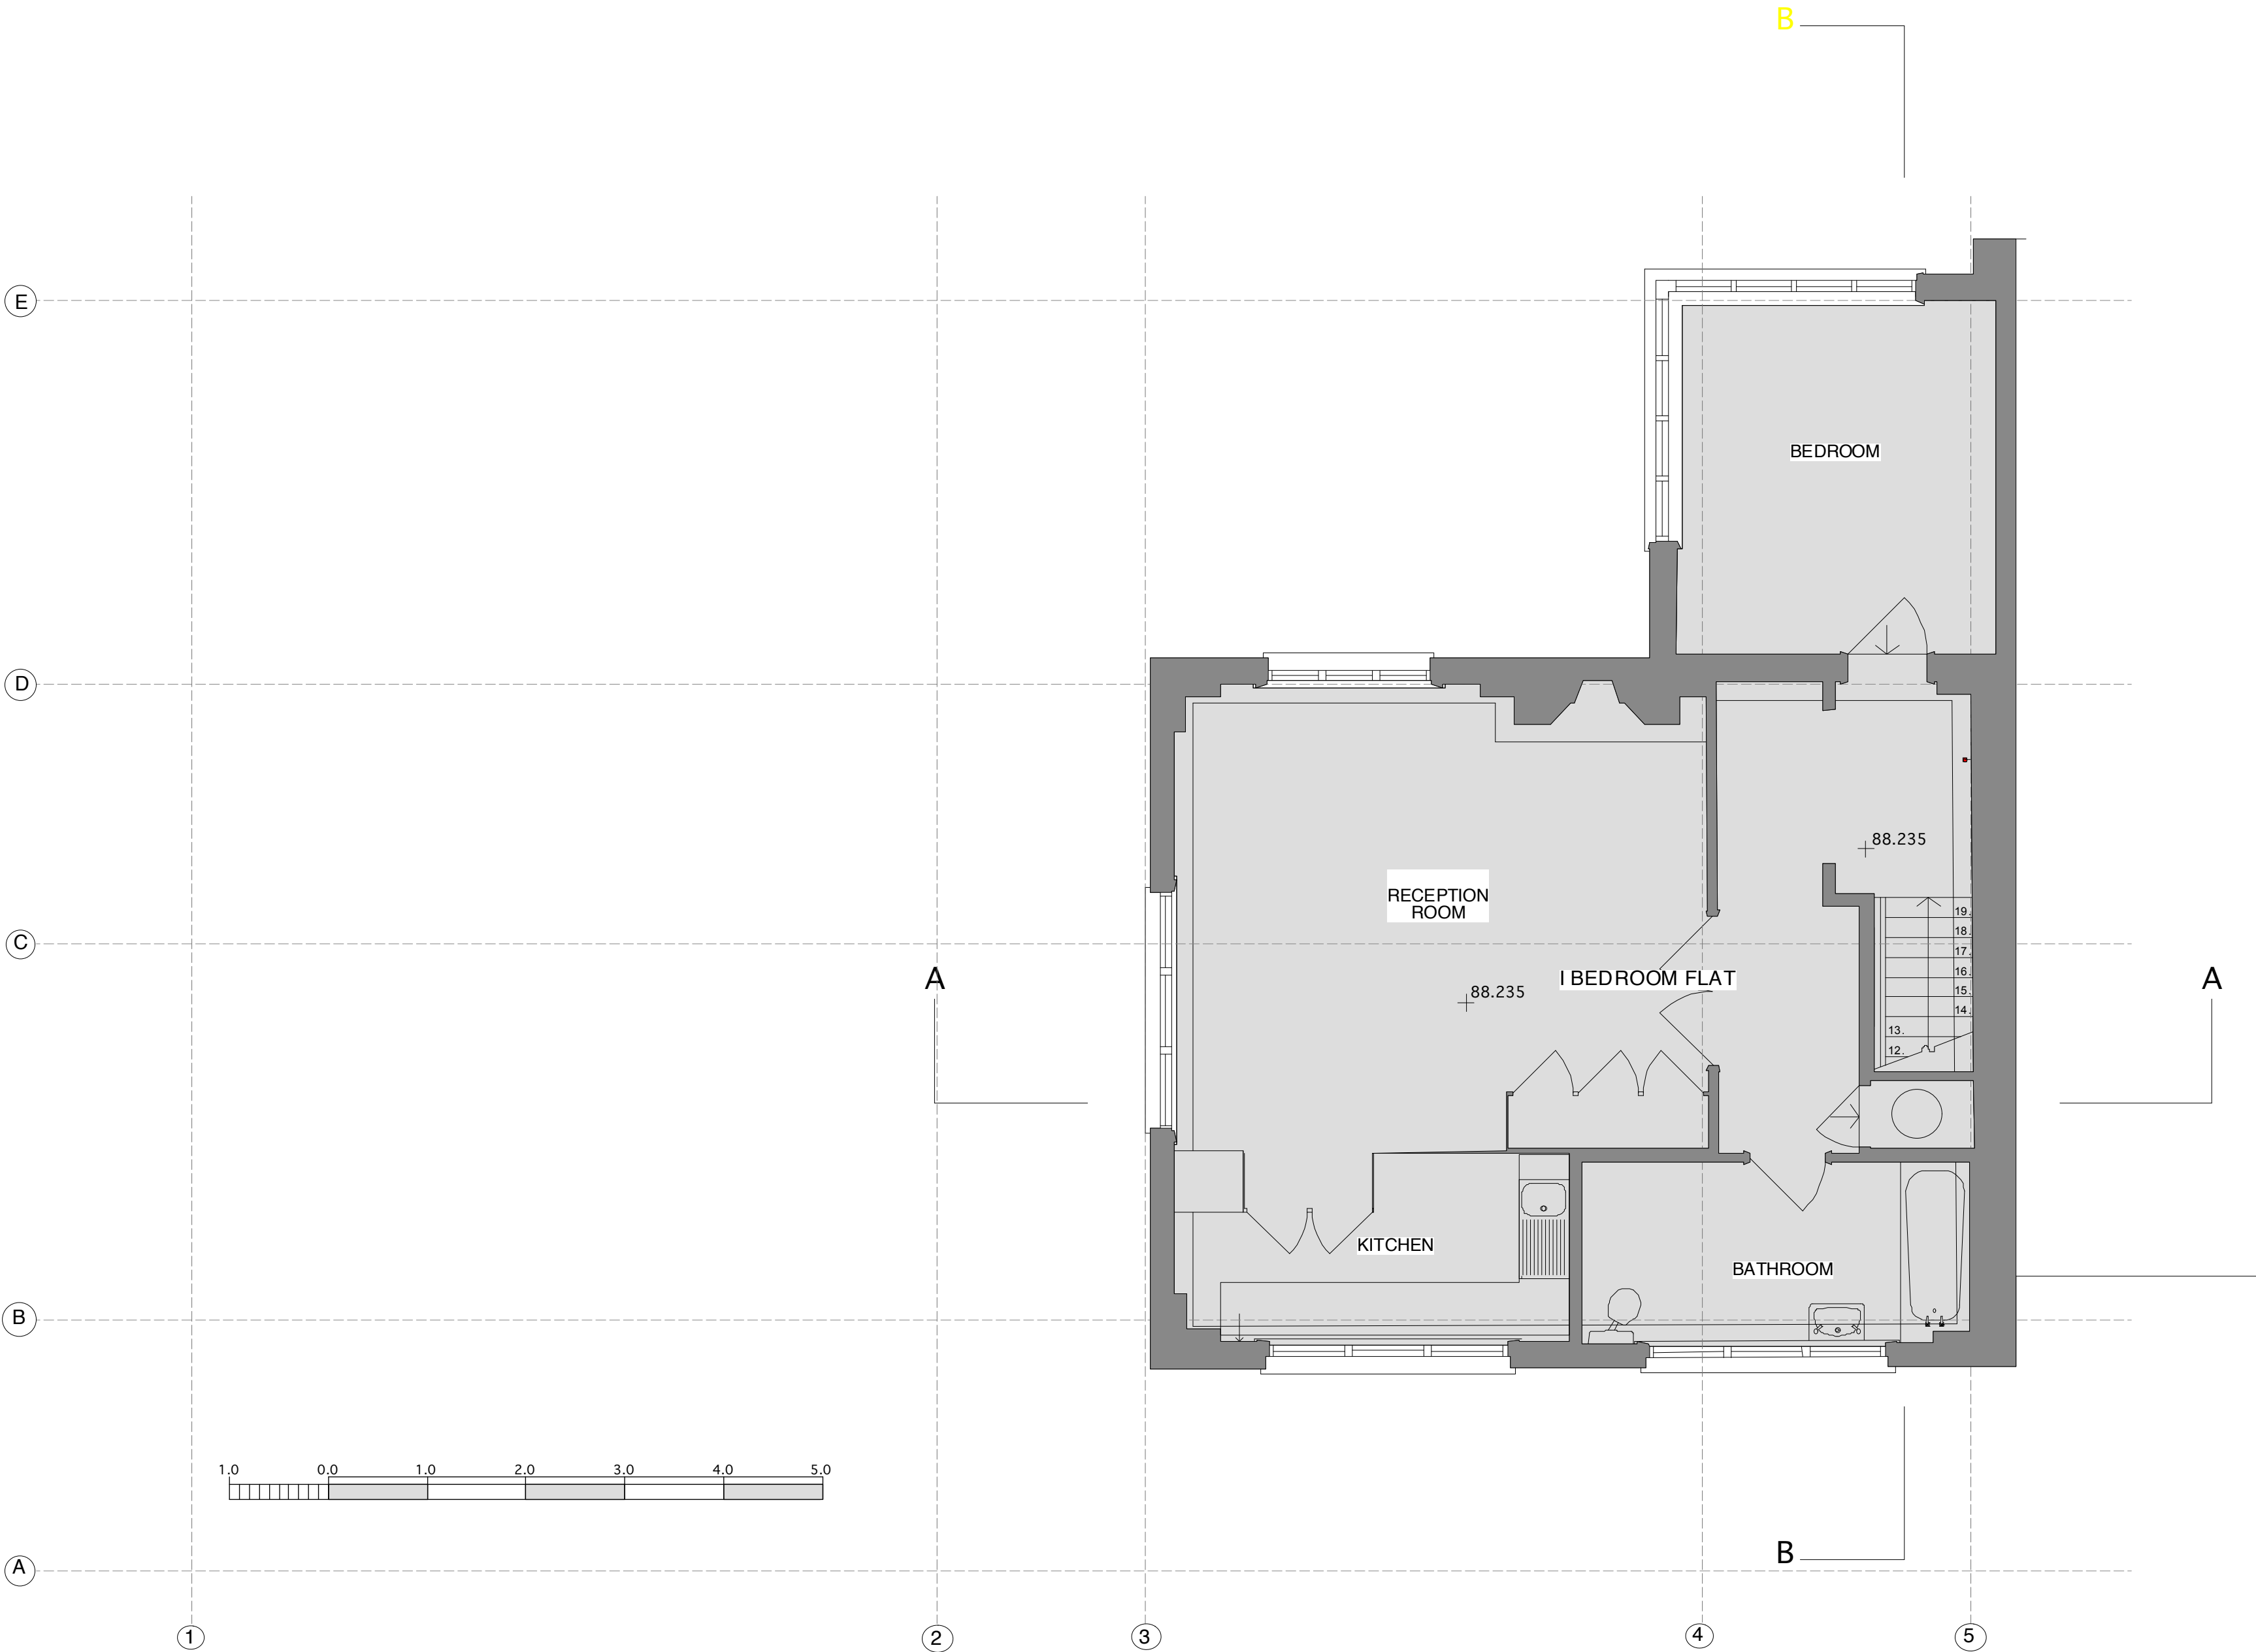 B
E
BEDROOM
D
88.235
RECEPTION
ROOM
19.
18.
17.
16.
15.
14.
13.
12.
C
A
I BEDROOM FLAT
A
88.235
KITCHEN
BATHROOM
B
1.0 0.0 1.0 2.0 3.0 4.0 5.0
B
A
1 2 3 4 5